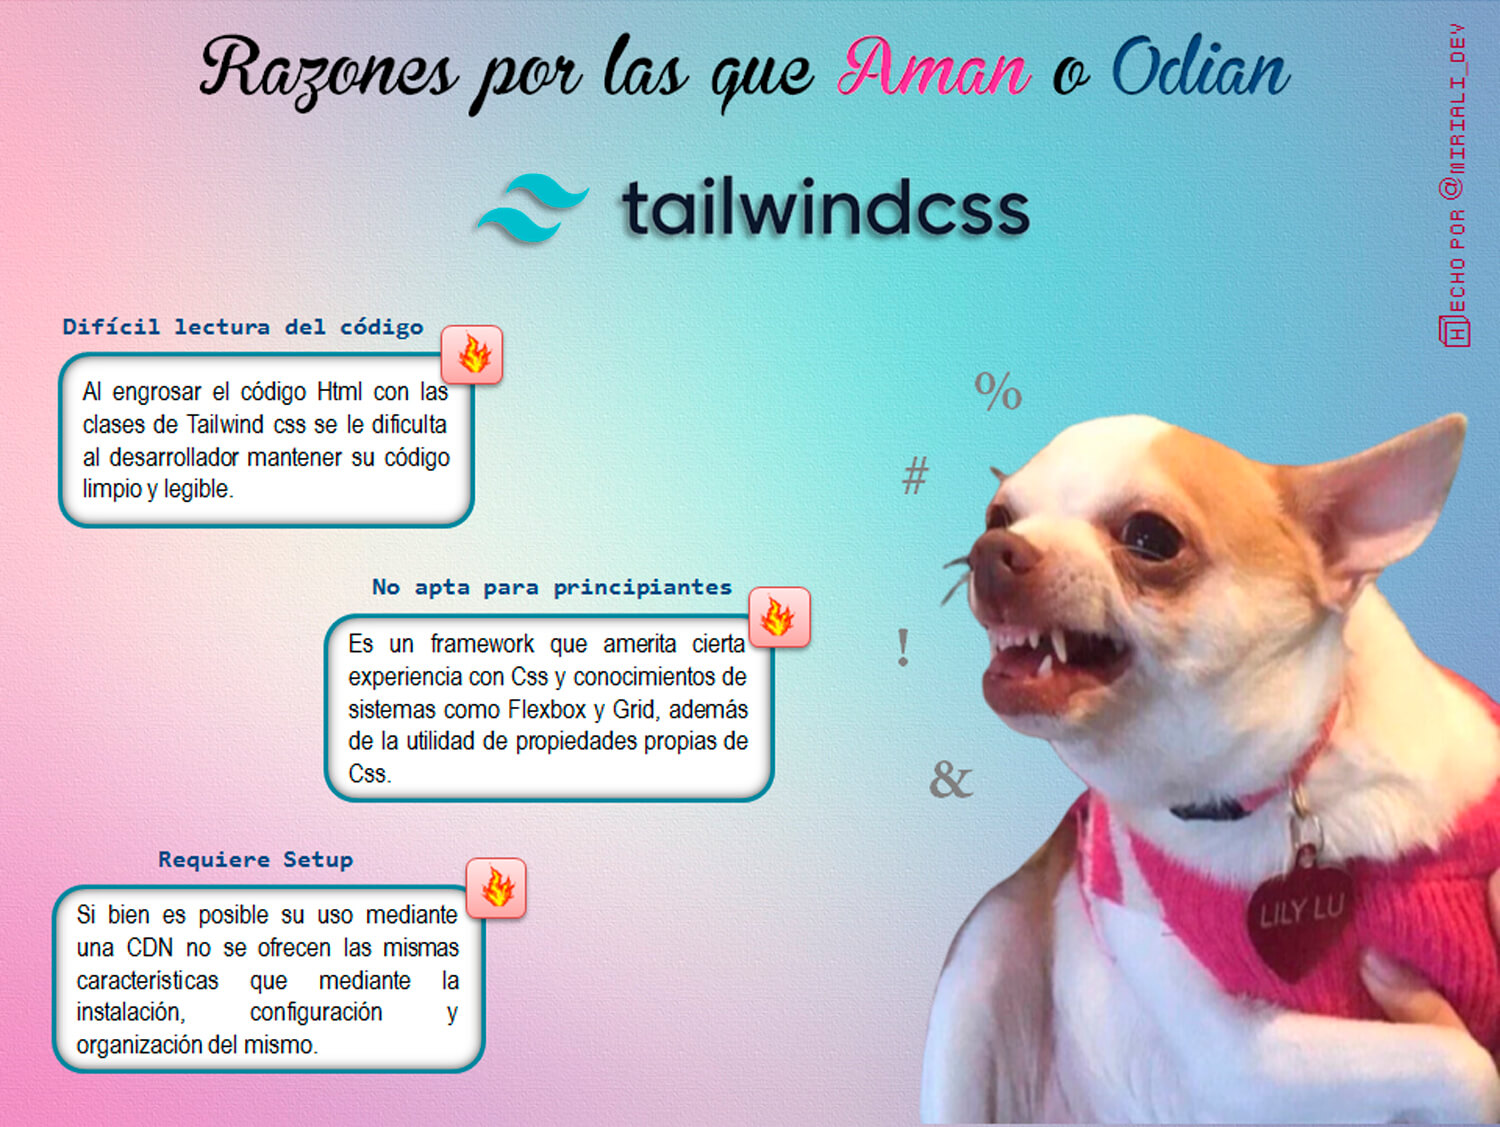 Razones por las que Aman o Odian
tailwindcss
HECHO POR @MIRIALI_DEV
Difícil lectura del código
Al engrosar el código Html con las
clases de Tailwind css se le dificulta
al desarrollador mantener su código
limpio y legible.
%
#
!
&
No apta para principiantes
Es un framework que amerita cierta
experiencia con Css y conocimientos de
sistemas como Flexbox y Grid, además
de la utilidad de propiedades propias de
Css.
Requiere Setup
Si bien es posible su uso mediante
una CDN no se ofrecen las mismas
características que mediante la
instalación, configuración y
organización del mismo.
LILY LU